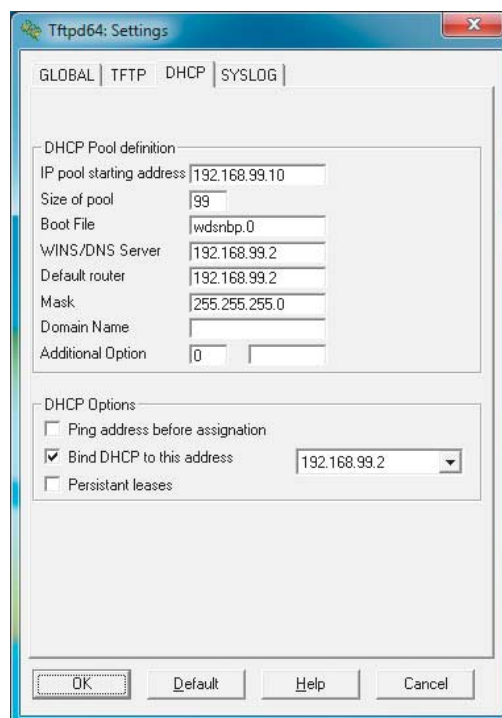 Tftpd64: Settings
GLOBAL TFTP DHCP SYSLOG
DHCP Pool definition
IP pool starting address 192.168.99.10
Size of pool 99
Boot File wdsnbp.0
WINS/DNS Server 192.168.99.2
Default router 192.168.99.2
Mask 255.255.255.0
Domain Name
Additional Option 0
DHCP Options
Ping address before assignation
Bind DHCP to this address 192.168.99.2
Persistant leases
OK Default Help Cancel